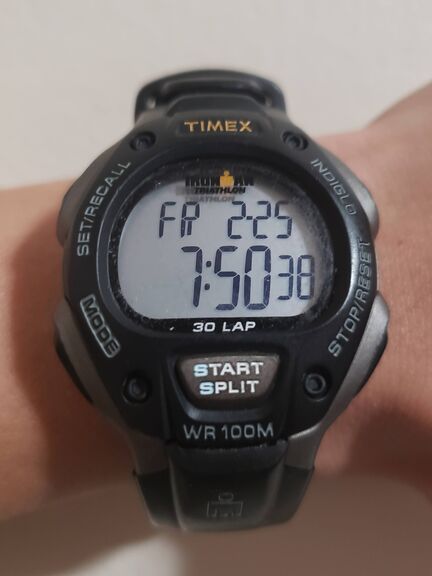 TIMEX
IRONMAN
TRIATHLON
SET/RECALL
INDIGLO
FR 2-25
7:50 38
MODE
STOP/RESET
30 LAP
START
SPLIT
WR 100M